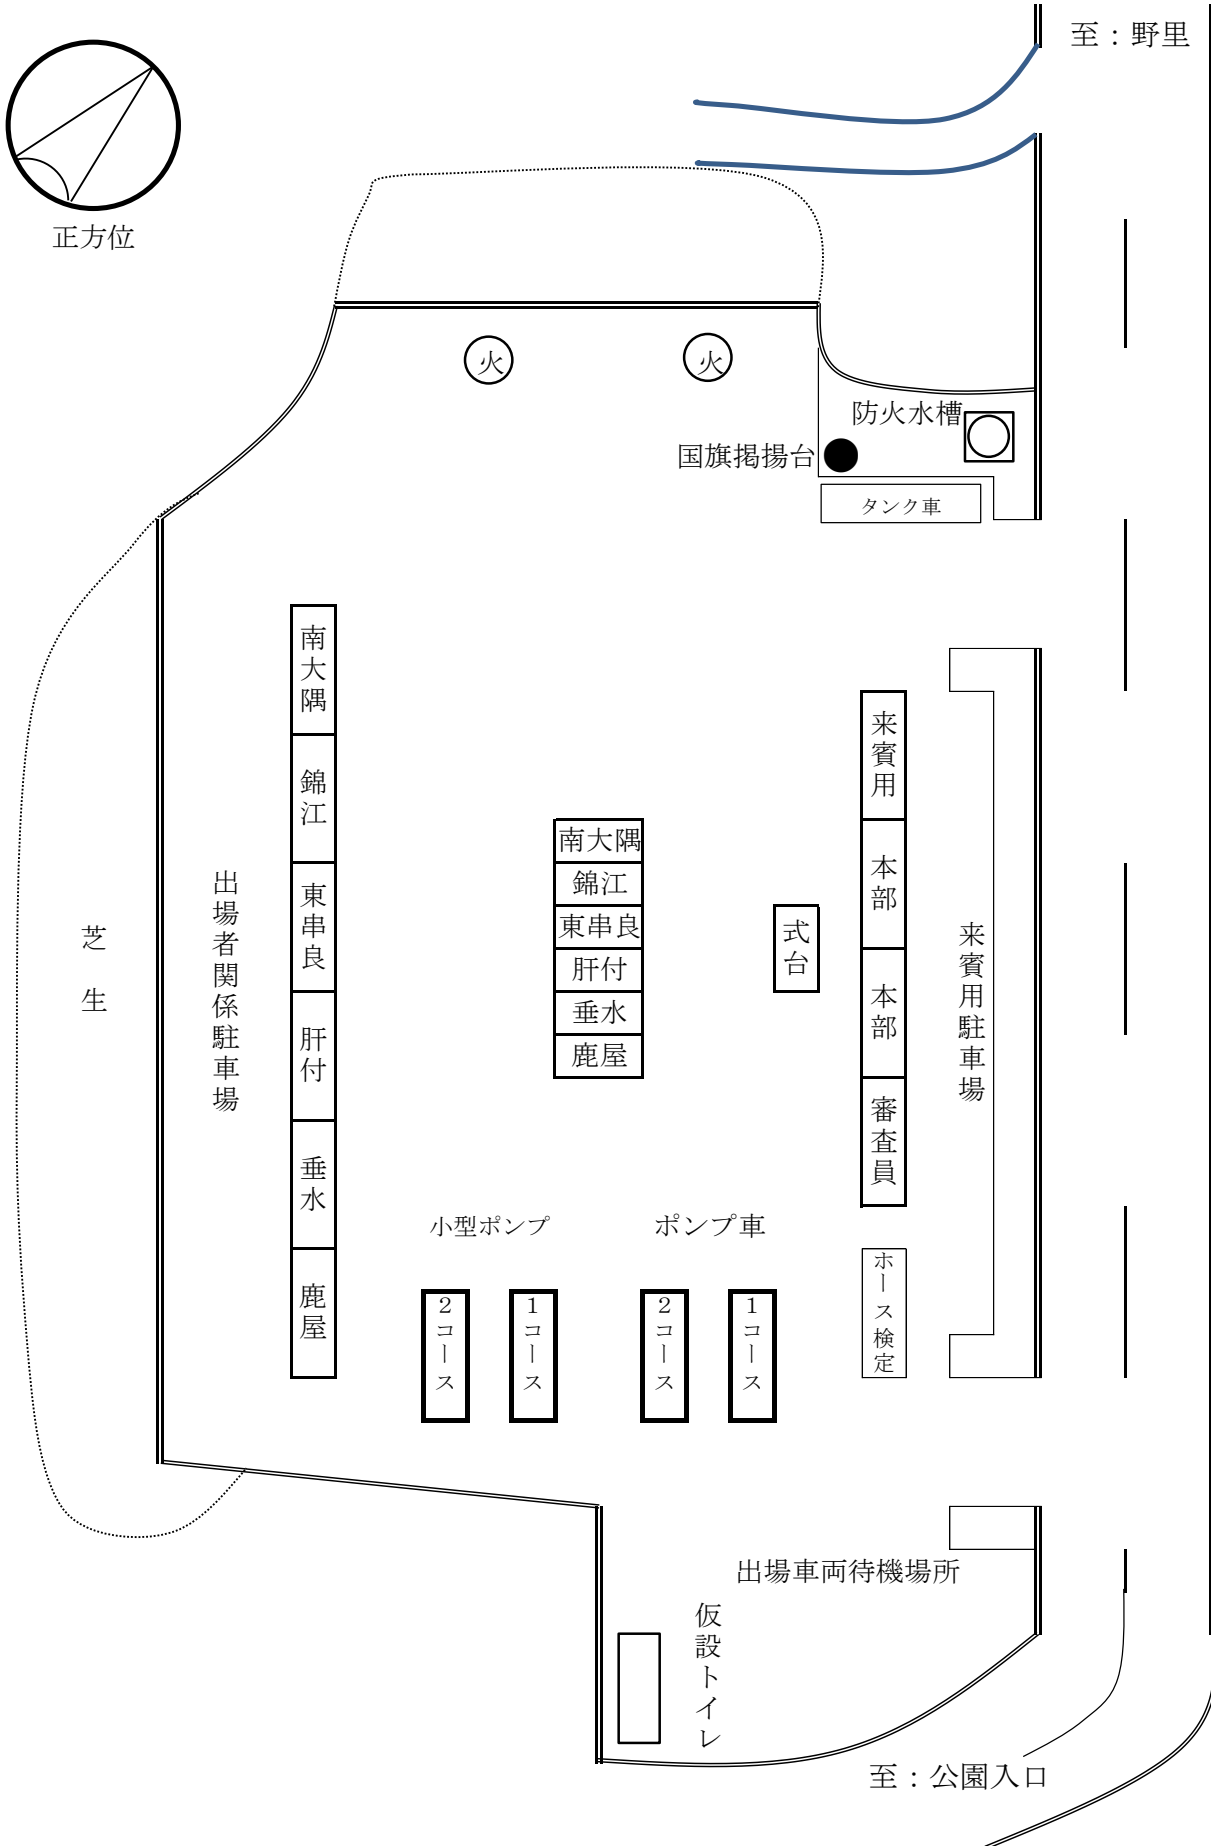 至：野里
正方位
火
火
防火水槽
国旗掲揚台
タンク車
南大隅
錦江
東串良
肝付
垂水
鹿屋
芝生
出場者関係駐車場
南大隅
錦江
東串良
肝付
垂水
鹿屋
式台
来賓用
本部
本部
審査員
来賓用駐車場
小型ポンプ
ポンプ車
２コース
１コース
２コース
１コース
ホース検定
出場車両待機場所
仮設トイレ
至：公園入口